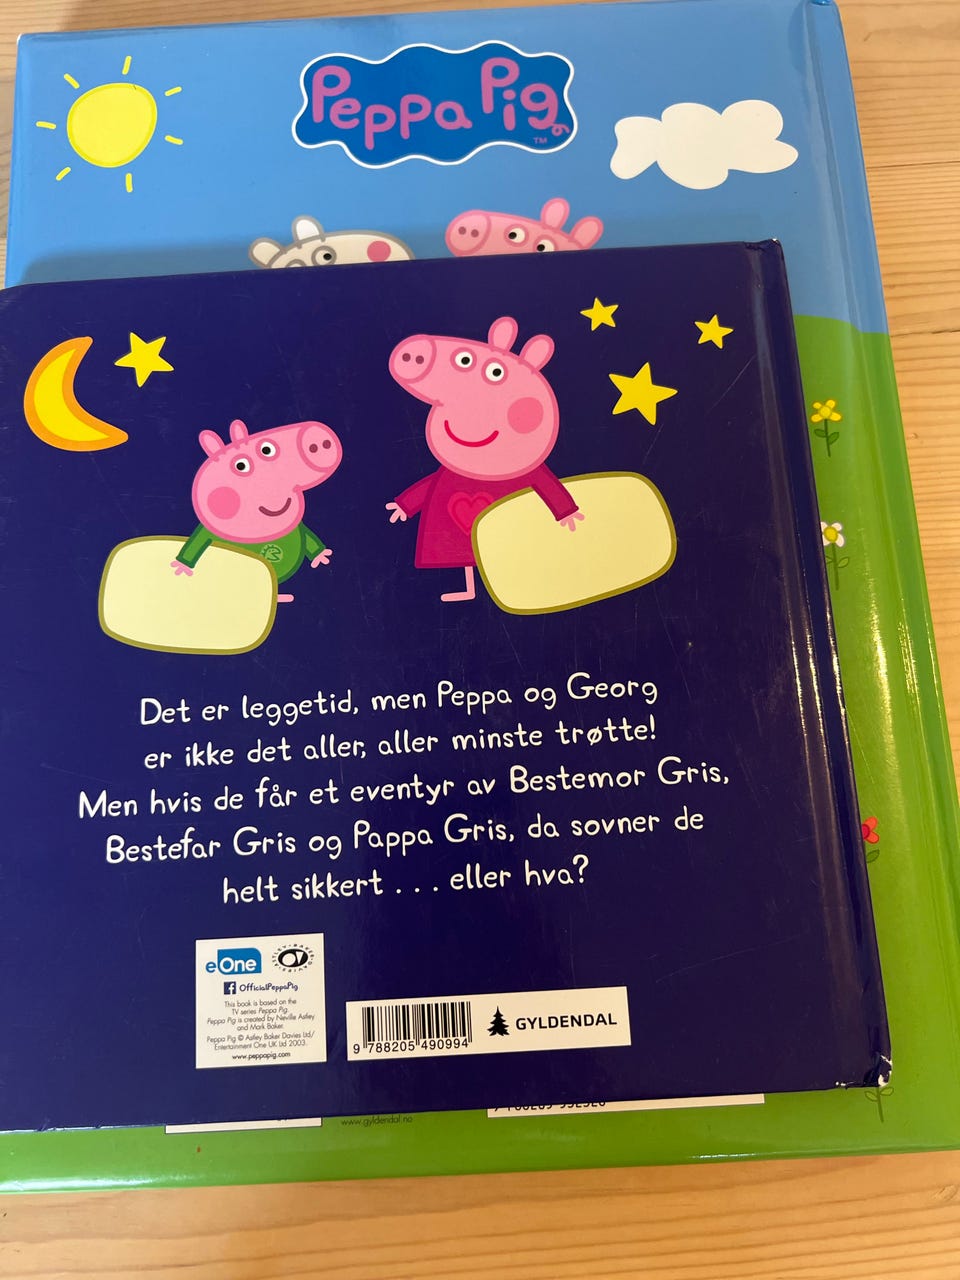 Peppa Pig
TM
Det er leggetid, men Peppa og Georg
er ikke det aller, aller minste trøtte!
Men hvis de får et eventyr av Bestemor Gris,
Bestefar Gris og Pappa Gris, da sovner de
helt sikkert . . . eller hva?
eOne
OfficialPeppaPig
This book is based on the
TV series Peppa Pig.
Peppa Pig is created by Neville Astley
and Mark Baker.
Peppa Pig © Astley Baker Davies Ltd/
Entertainment One UK Ltd 2003.
www.peppapig.com
9 788205 490994
GYLDENDAL
www.gyldendal.no